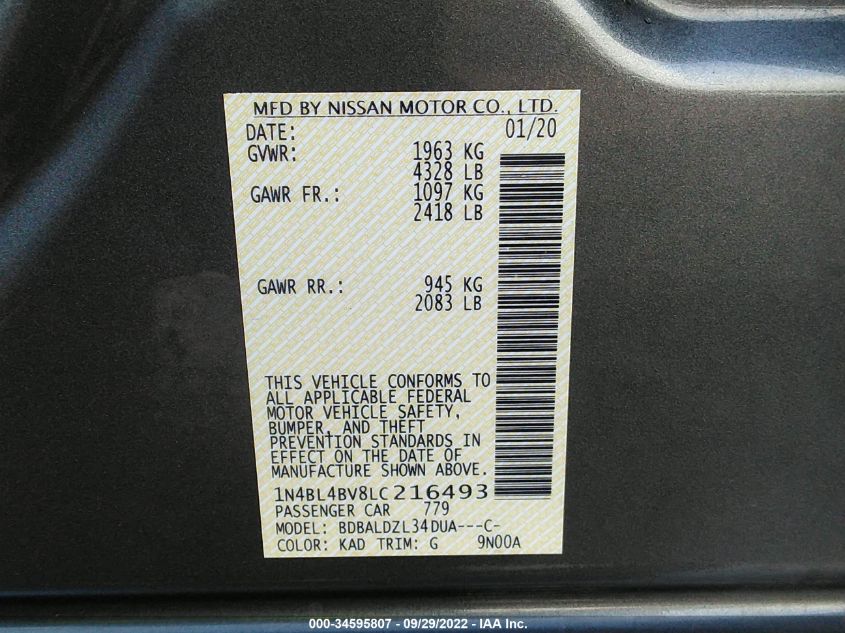 MFD BY NISSAN MOTOR CO., LTD.
DATE: 01/20
GVWR: 1963 KG
4328 LB
GAWR FR.: 1097 KG
2418 LB
GAWR RR.: 945 KG
2083 LB
THIS VEHICLE CONFORMS TO
ALL APPLICABLE FEDERAL
MOTOR VEHICLE SAFETY,
BUMPER, AND THEFT
PREVENTION STANDARDS IN
EFFECT ON THE DATE OF
MANUFACTURE SHOWN ABOVE.
1N4BL4BV8LC216493
PASSENGER CAR 779
MODEL: BDBALDZL34DUA---C-
COLOR: KAD TRIM: G 9N00A
000-34595807 - 09/29/2022 - IAA Inc.